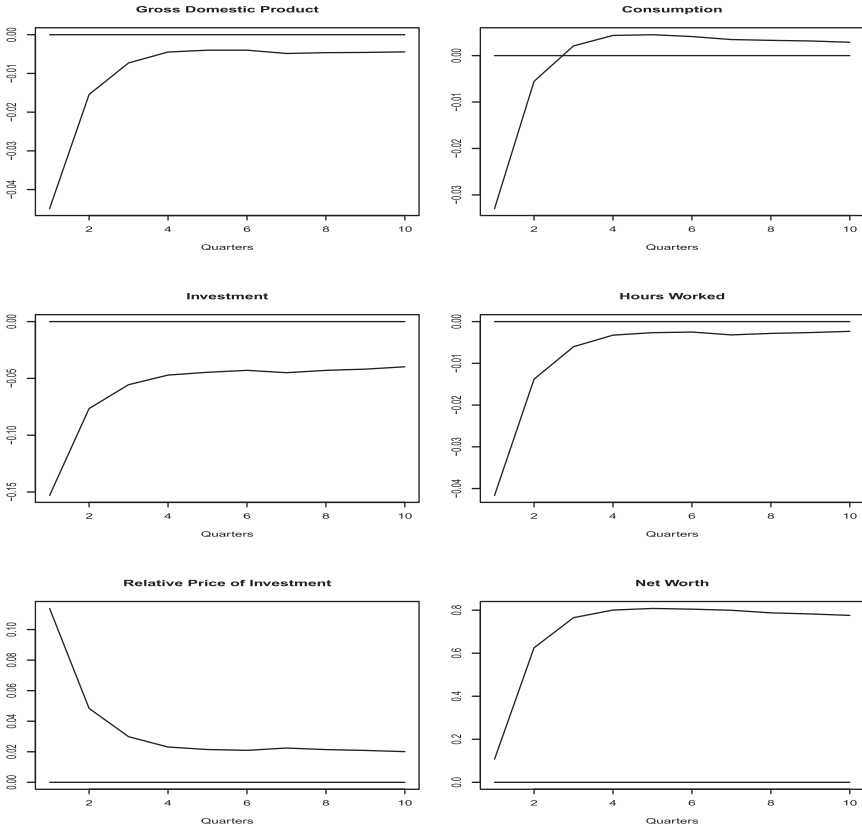 Gross Domestic Product
0.00
−0.01
−0.02
−0.03
−0.04
2 4 6 8 10
Quarters
Consumption
0.00
−0.01
−0.02
−0.03
2 4 6 8 10
Quarters
Investment
0.00
−0.05
−0.10
−0.15
2 4 6 8 10
Quarters
Hours Worked
0.00
−0.01
−0.02
−0.03
−0.04
2 4 6 8 10
Quarters
Relative Price of Investment
0.10
0.08
0.06
0.04
0.02
0.00
2 4 6 8 10
Quarters
Net Worth
0.8
0.6
0.4
0.2
0.0
2 4 6 8 10
Quarters